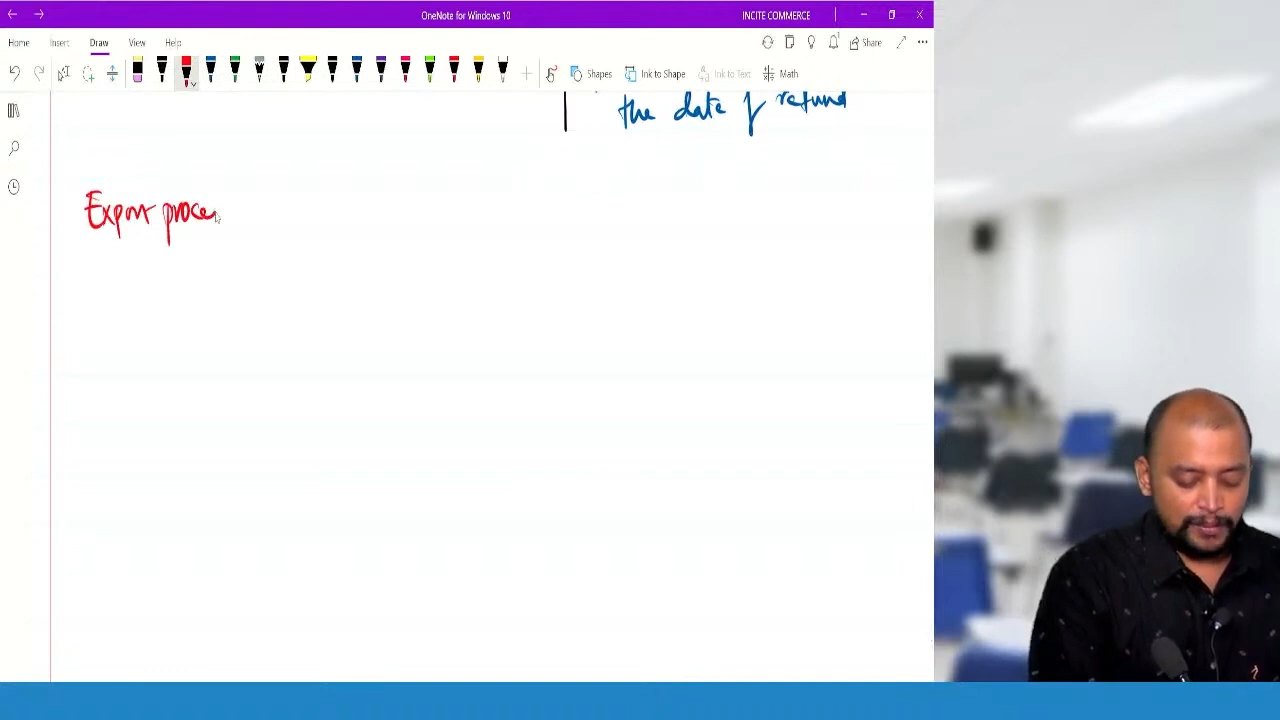 OneNote for Windows 10
INCITE COMMERCE
Home Insert Draw View Help
Share
Shapes Ink to Shape Ink to Text Math
the date of refund
Export proce